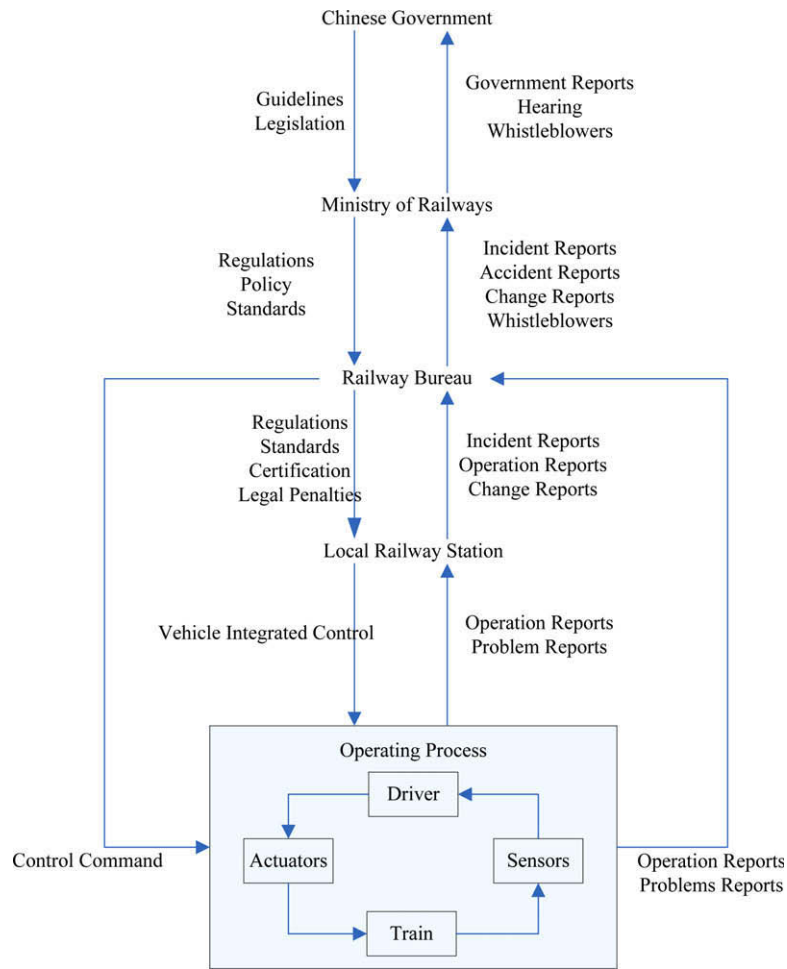 Chinese Government
Guidelines
Legislation
Government Reports
Hearing
Whistleblowers
Ministry of Railways
Regulations
Policy
Standards
Incident Reports
Accident Reports
Change Reports
Whistleblowers
Railway Bureau
Regulations
Standards
Certification
Legal Penalties
Incident Reports
Operation Reports
Change Reports
Local Railway Station
Vehicle Integrated Control
Operation Reports
Problem Reports
Operating Process
Driver
Actuators
Sensors
Train
Control Command
Operation Reports
Problems Reports